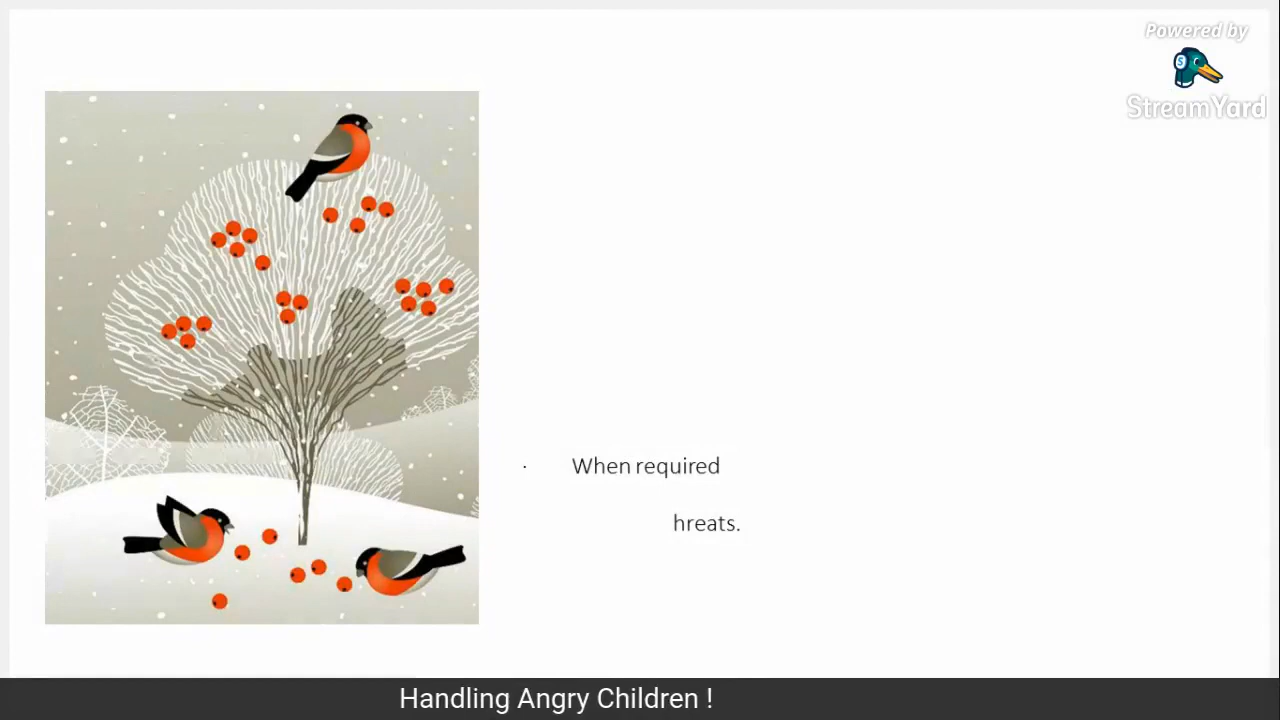 Powered by
StreamYard
· When required
hreats.
Handling Angry Children !